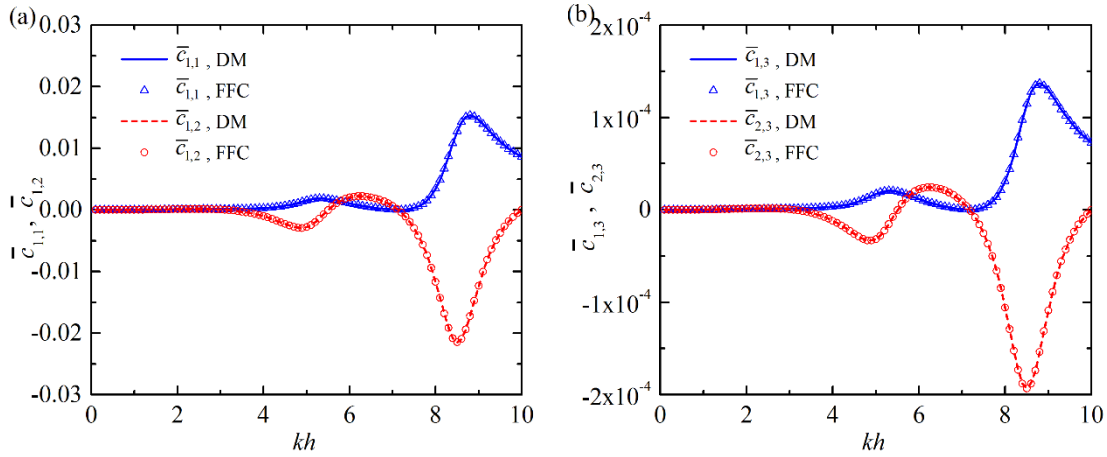 (a)
0.03
0.02
0.01
0.00
-0.01
-0.02
-0.03
c̅1,1, c̅1,2
c̅1,1 , DM
c̅1,1 , FFC
c̅1,2 , DM
c̅1,2 , FFC
0 2 4 6 8 10
kh
(b)
2x10-4
1x10-4
0
-1x10-4
-2x10-4
c̅1,3 , c̅2,3
c̅1,3 , DM
c̅1,3 , FFC
c̅2,3 , DM
c̅2,3 , FFC
0 2 4 6 8 10
kh